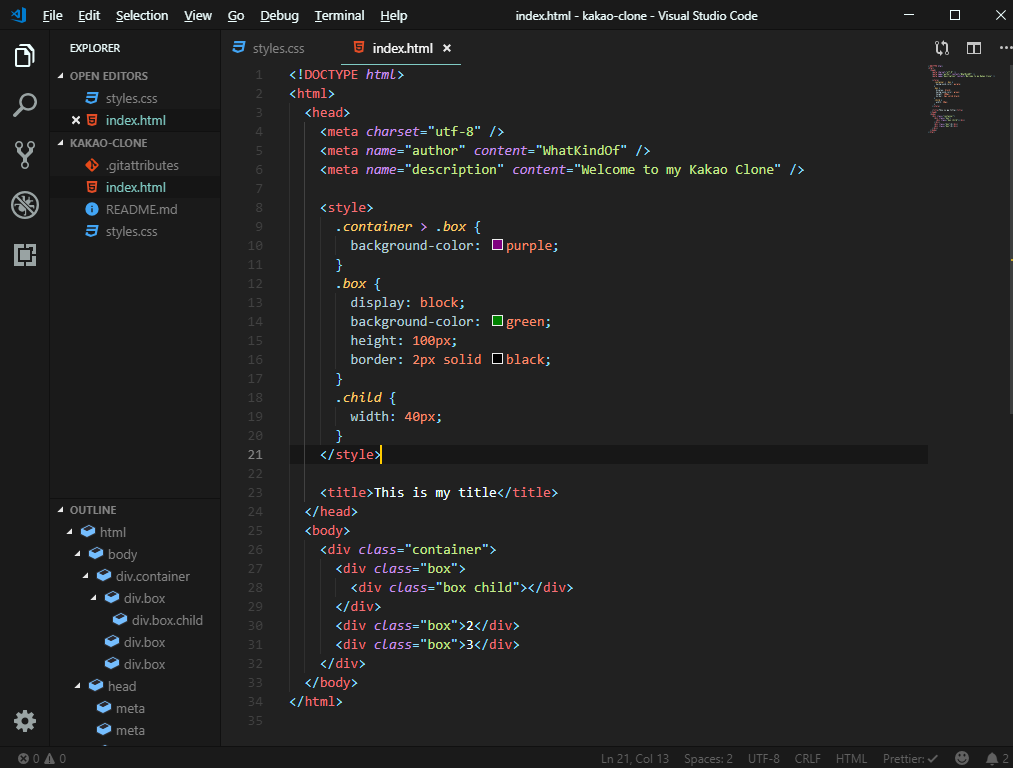 File Edit Selection View Go Debug Terminal Help index.html - kakao-clone - Visual Studio Code
EXPLORER
OPEN EDITORS
styles.css
index.html
KAKAO-CLONE
.gitattributes
index.html
README.md
styles.css
OUTLINE
html
body
div.container
div.box
div.box.child
div.box
div.box
head
meta
meta
styles.css index.html
1 <!DOCTYPE html>
2 <html>
3 <head>
4 <meta charset="utf-8" />
5 <meta name="author" content="WhatKindOf" />
6 <meta name="description" content="Welcome to my Kakao Clone" />
7
8 <style>
9 .container > .box {
10 background-color: purple;
11 }
12 .box {
13 display: block;
14 background-color: green;
15 height: 100px;
16 border: 2px solid black;
17 }
18 .child {
19 width: 40px;
20 }
21 </style>
22
23 <title>This is my title</title>
24 </head>
25 <body>
26 <div class="container">
27 <div class="box">
28 <div class="box child"></div>
29 </div>
30 <div class="box">2</div>
31 <div class="box">3</div>
32 </div>
33 </body>
34 </html>
35
0 0 Ln 21, Col 13 Spaces: 2 UTF-8 CRLF HTML Prettier: ✓ 2